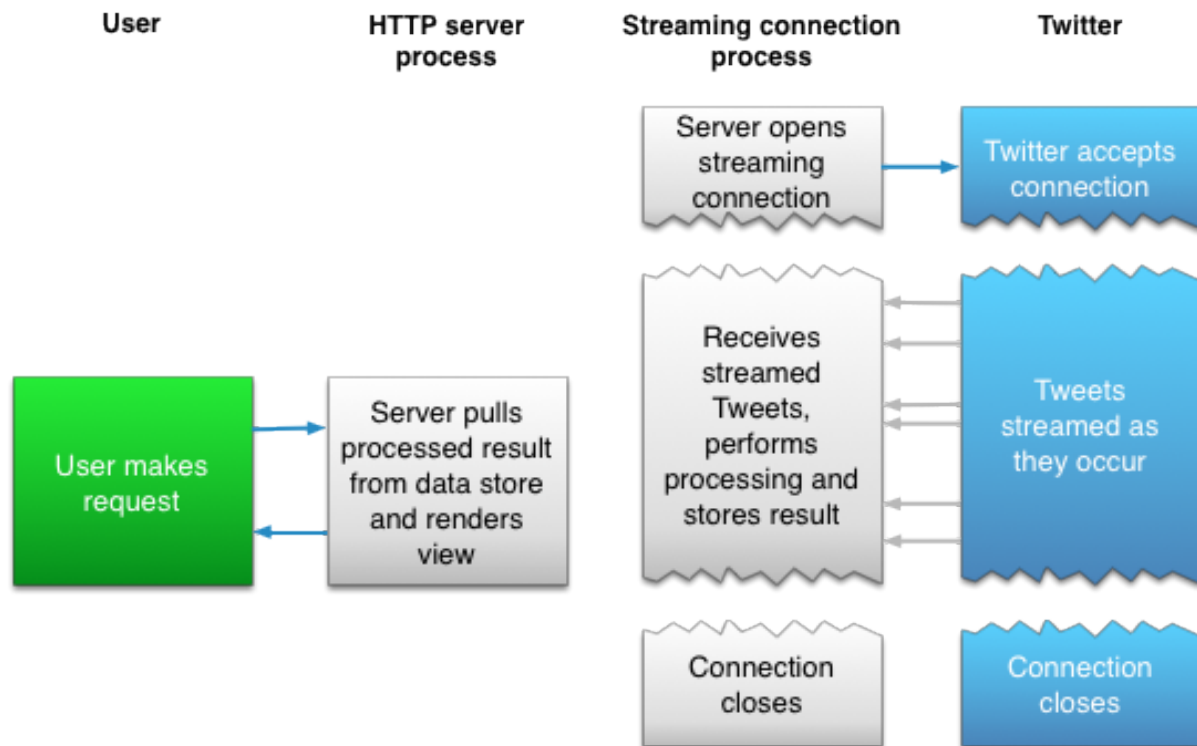 User
HTTP server
process
Streaming connection
process
Twitter
Server opens
streaming
connection
Twitter accepts
connection
User makes
request
Server pulls
processed result
from data store
and renders
view
Receives
streamed
Tweets,
performs
processing and
stores result
Tweets
streamed as
they occur
Connection
closes
Connection
closes